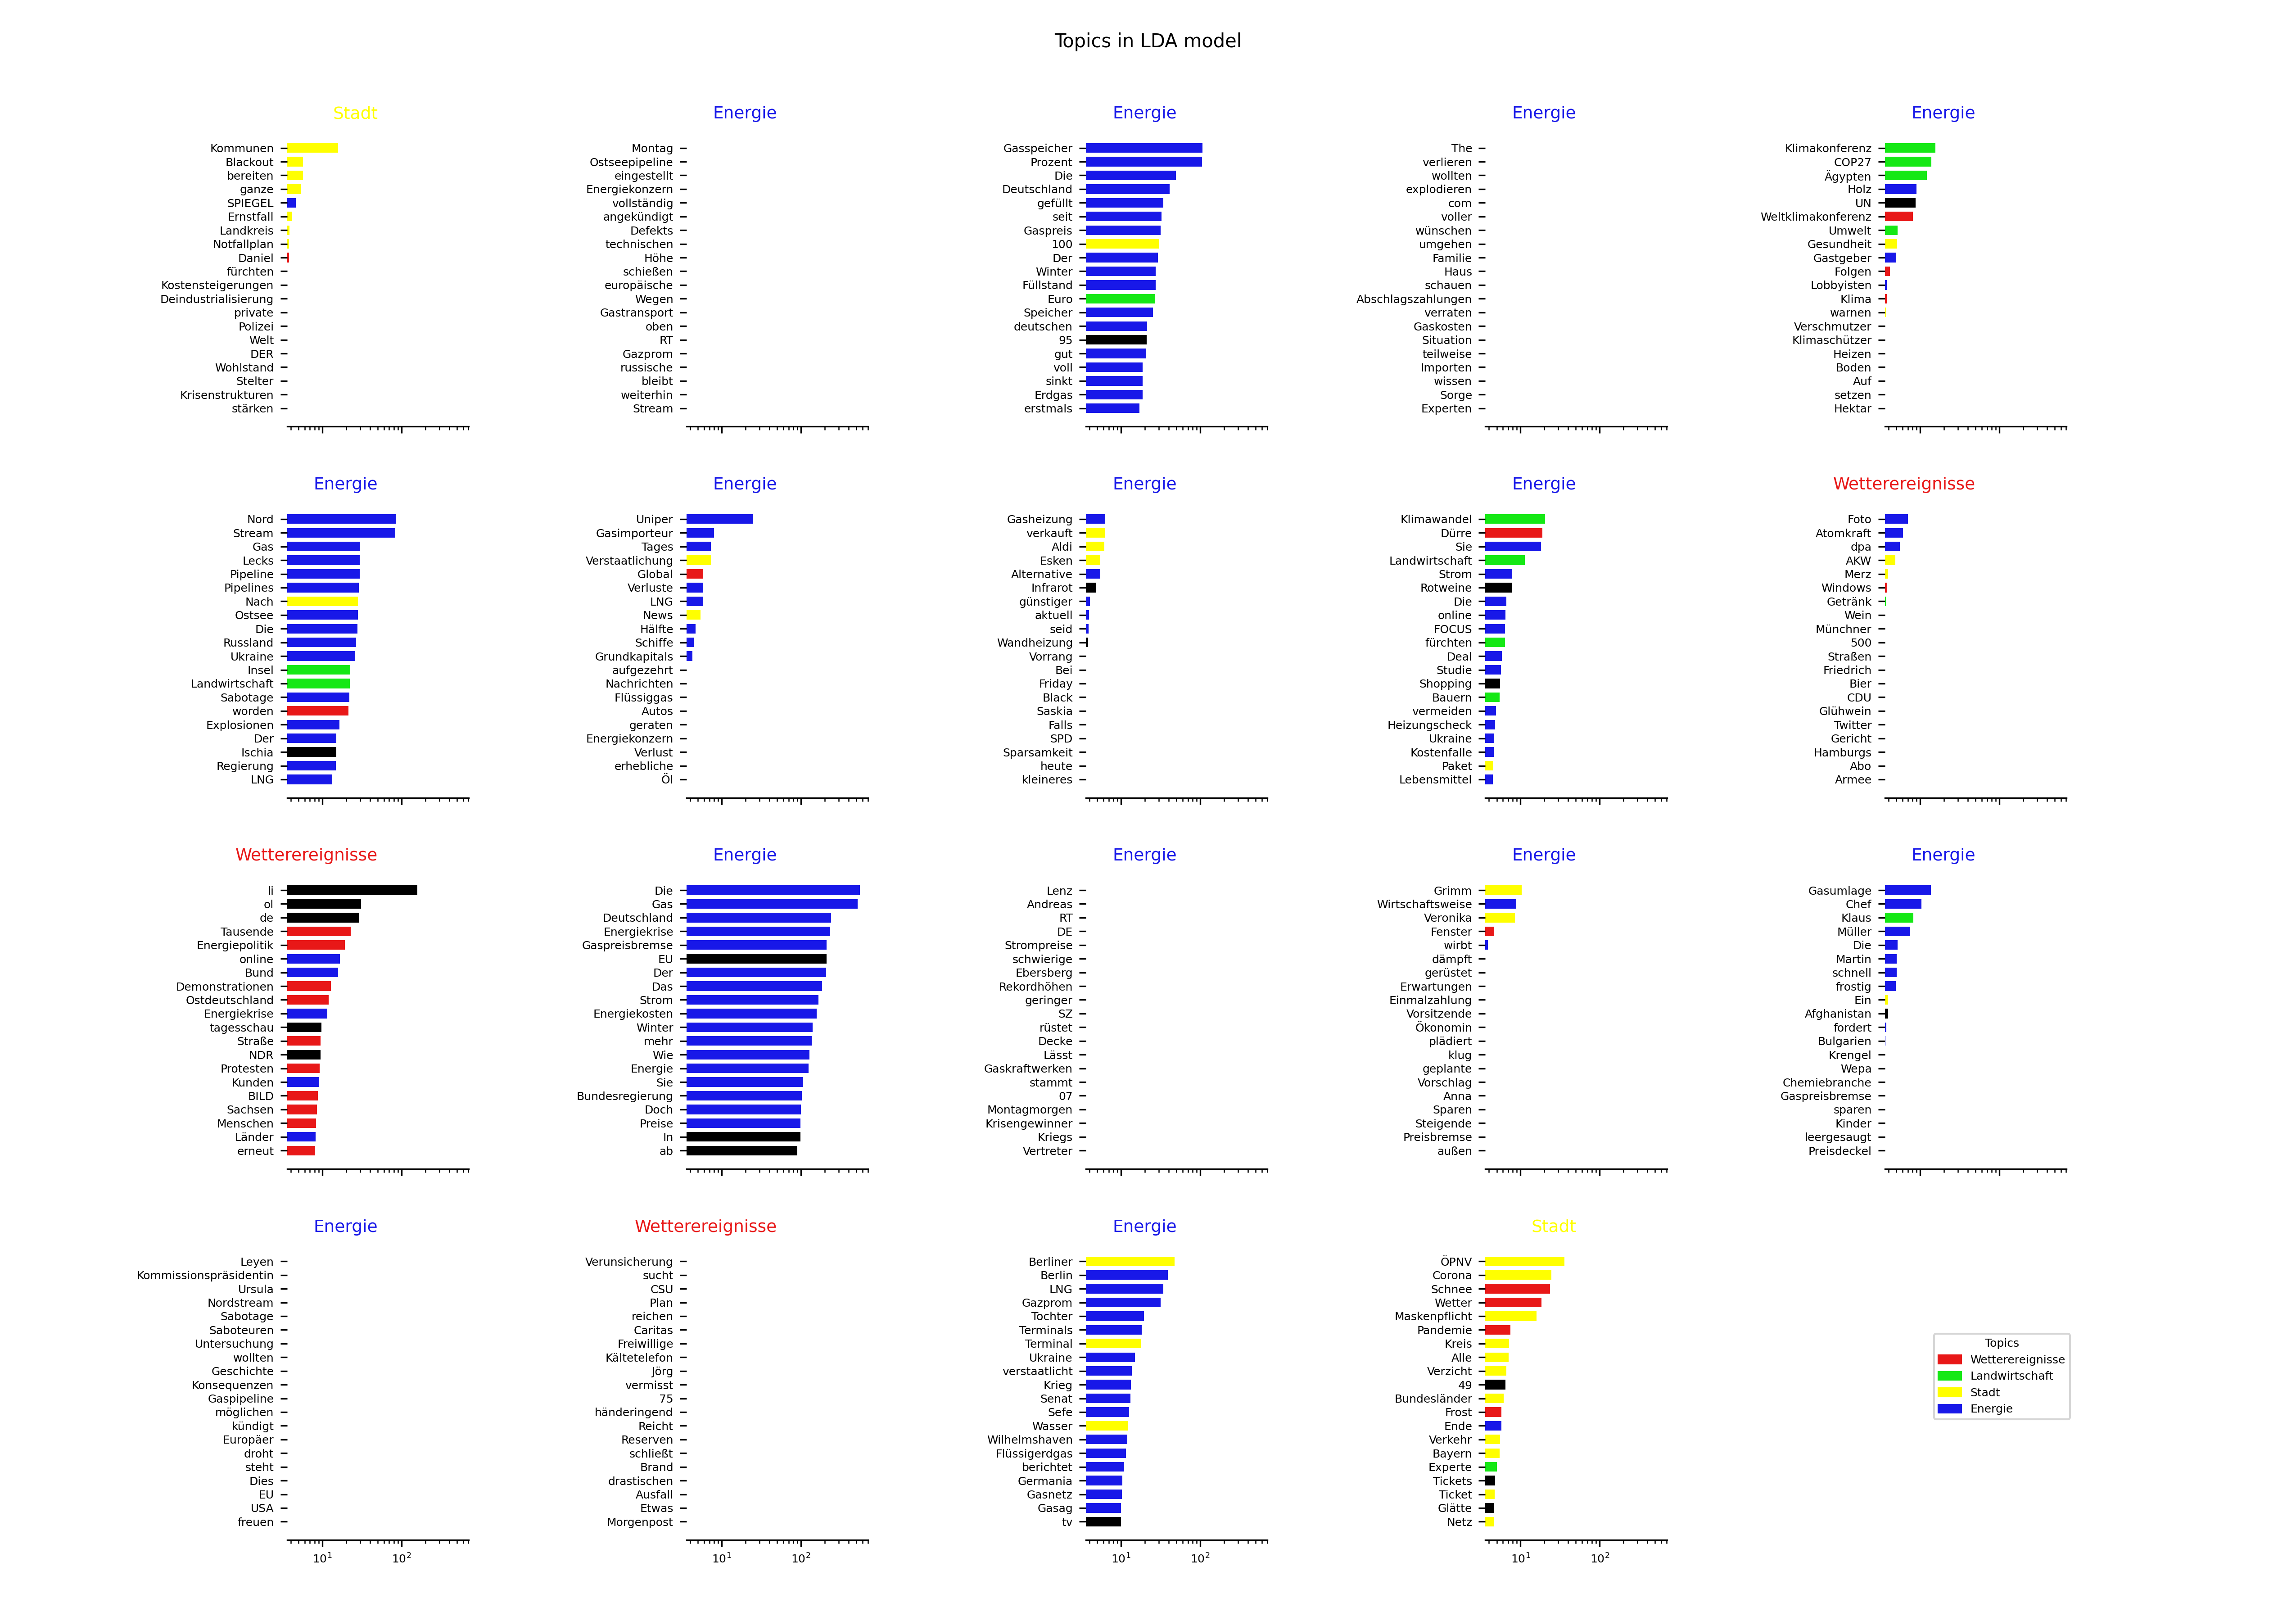 Topics in LDA model
Stadt
Kommunen
Blackout
bereiten
ganze
SPIEGEL
Ernstfall
Landkreis
Notfallplan
Daniel
fürchten
Kostensteigerungen
Deindustrialisierung
private
Polizei
Welt
DER
Wohlstand
Stelter
Krisenstrukturen
stärken
Energie
Montag
Ostseepipeline
eingestellt
Energiekonzern
vollständig
angekündigt
Defekts
technischen
Höhe
schießen
europäische
Wegen
Gastransport
oben
RT
Gazprom
russische
bleibt
weiterhin
Stream
Energie
Gasspeicher
Prozent
Die
Deutschland
gefüllt
seit
Gaspreis
100
Der
Winter
Füllstand
Euro
Speicher
deutschen
95
gut
voll
sinkt
Erdgas
erstmals
Energie
The
verlieren
wollten
explodieren
com
voller
wünschen
umgehen
Familie
Haus
schauen
Abschlagszahlungen
verraten
Gaskosten
Situation
teilweise
Importen
wissen
Sorge
Experten
Energie
Klimakonferenz
COP27
Ägypten
Holz
UN
Weltklimakonferenz
Umwelt
Gesundheit
Gastgeber
Folgen
Lobbyisten
Klima
warnen
Verschmutzer
Klimaschützer
Heizen
Boden
Auf
setzen
Hektar
Energie
Nord
Stream
Gas
Lecks
Pipeline
Pipelines
Nach
Ostsee
Die
Russland
Ukraine
Insel
Landwirtschaft
Sabotage
worden
Explosionen
Der
Ischia
Regierung
LNG
Energie
Uniper
Gasimporteur
Tages
Verstaatlichung
Global
Verluste
LNG
News
Hälfte
Schiffe
Grundkapitals
aufgezehrt
Nachrichten
Flüssiggas
Autos
geraten
Energiekonzern
Verlust
erhebliche
Öl
Energie
Gasheizung
verkauft
Aldi
Esken
Alternative
Infrarot
günstiger
aktuell
seid
Wandheizung
Vorrang
Bei
Friday
Black
Saskia
Falls
SPD
Sparsamkeit
heute
kleineres
Energie
Klimawandel
Dürre
Sie
Landwirtschaft
Strom
Rotweine
Die
online
FOCUS
fürchten
Deal
Studie
Shopping
Bauern
vermeiden
Heizungscheck
Ukraine
Kostenfalle
Paket
Lebensmittel
Wetterereignisse
Foto
Atomkraft
dpa
AKW
Merz
Windows
Getränk
Wein
Münchner
500
Straßen
Friedrich
Bier
CDU
Glühwein
Twitter
Gericht
Hamburgs
Abo
Armee
Wetterereignisse
li
ol
de
Tausende
Energiepolitik
online
Bund
Demonstrationen
Ostdeutschland
Energiekrise
tagesschau
Straße
NDR
Protesten
Kunden
BILD
Sachsen
Menschen
Länder
erneut
Energie
Die
Gas
Deutschland
Energiekrise
Gaspreisbremse
EU
Der
Das
Strom
Energiekosten
Winter
mehr
Wie
Energie
Sie
Bundesregierung
Doch
Preise
In
ab
Energie
Lenz
Andreas
RT
DE
Strompreise
schwierige
Ebersberg
Rekordhöhen
geringer
SZ
rüstet
Decke
Lässt
Gaskraftwerken
stammt
07
Montagmorgen
Krisengewinner
Kriegs
Vertreter
Energie
Grimm
Wirtschaftsweise
Veronika
Fenster
wirbt
dämpft
gerüstet
Erwartungen
Einmalzahlung
Vorsitzende
Ökonomin
plädiert
klug
geplante
Vorschlag
Anna
Sparen
Steigende
Preisbremse
außen
Energie
Gasumlage
Chef
Klaus
Müller
Die
Martin
schnell
frostig
Ein
Afghanistan
fordert
Bulgarien
Krengel
Wepa
Chemiebranche
Gaspreisbremse
sparen
Kinder
leergesaugt
Preisdeckel
Energie
Leyen
Kommissionspräsidentin
Ursula
Nordstream
Sabotage
Saboteuren
Untersuchung
wollten
Geschichte
Konsequenzen
Gaspipeline
möglichen
kündigt
Europäer
droht
steht
Dies
EU
USA
freuen
10¹ 10²
Wetterereignisse
Verunsicherung
sucht
CSU
Plan
reichen
Caritas
Freiwillige
Kältetelefon
Jörg
vermisst
75
händeringend
Reicht
Reserven
schließt
Brand
drastischen
Ausfall
Etwas
Morgenpost
10¹ 10²
Energie
Berliner
Berlin
LNG
Gazprom
Tochter
Terminals
Terminal
Ukraine
verstaatlicht
Krieg
Senat
Sefe
Wasser
Wilhelmshaven
Flüssigerdgas
berichtet
Germania
Gasnetz
Gasag
tv
10¹ 10²
Stadt
ÖPNV
Corona
Schnee
Wetter
Maskenpflicht
Pandemie
Kreis
Alle
Verzicht
49
Bundesländer
Frost
Ende
Verkehr
Bayern
Experte
Tickets
Ticket
Glätte
Netz
10¹ 10²
Topics
Wetterereignisse
Landwirtschaft
Stadt
Energie